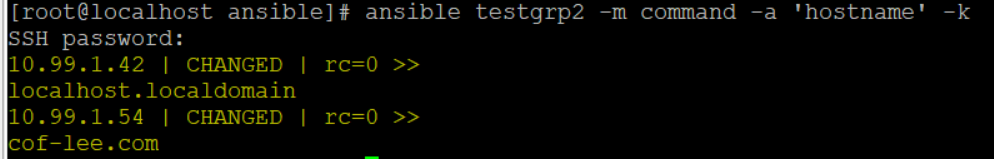 [root@localhost ansible]# ansible testgrp2 -m command -a 'hostname' -k
SSH password:
10.99.1.42 | CHANGED | rc=0 >>
localhost.localdomain
10.99.1.54 | CHANGED | rc=0 >>
cof-lee.com